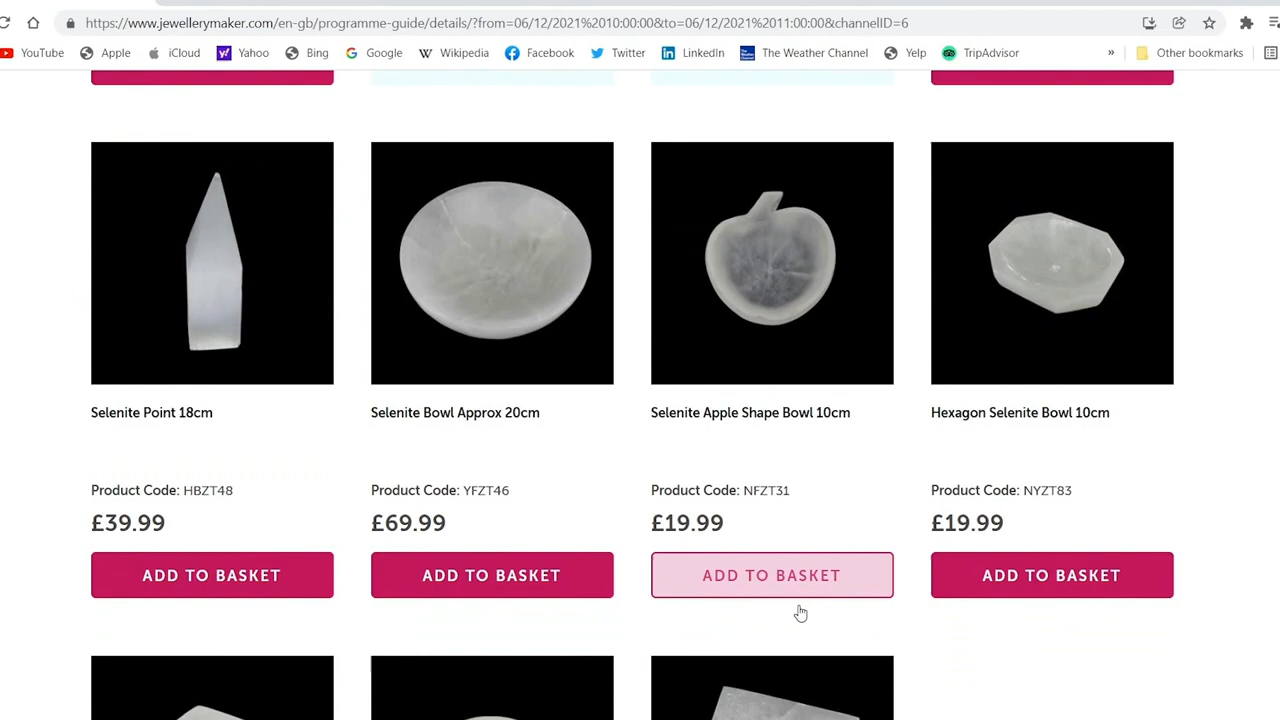 https://www.jewellerymaker.com/en-gb/programme-guide/details/?from=06/12/2021%2010:00:00&to=06/12/2021%2011:00:00&channelID=6
YouTube Apple iCloud Yahoo Bing Google Wikipedia Facebook Twitter LinkedIn The Weather Channel Yelp TripAdvisor » Other bookmarks
Selenite Point 18cm Selenite Bowl Approx 20cm Selenite Apple Shape Bowl 10cm Hexagon Selenite Bowl 10cm
Product Code: HBZT48 Product Code: YFZT46 Product Code: NFZT31 Product Code: NYZT83
£39.99 £69.99 £19.99 £19.99
ADD TO BASKET ADD TO BASKET ADD TO BASKET ADD TO BASKET